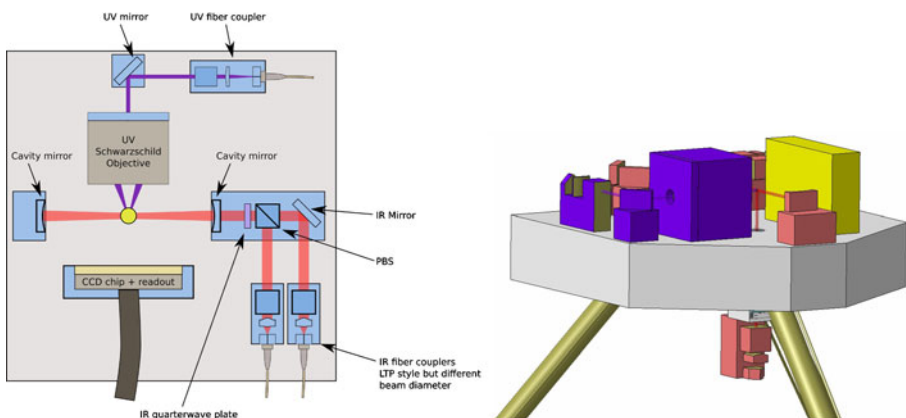 UV mirror
UV fiber coupler
UV
Schwarzschild
Objective
Cavity mirror
Cavity mirror
IR Mirror
PBS
CCD chip + readout
IR fiber couplers
LTP style but different
beam diameter
IR quarterwave plate